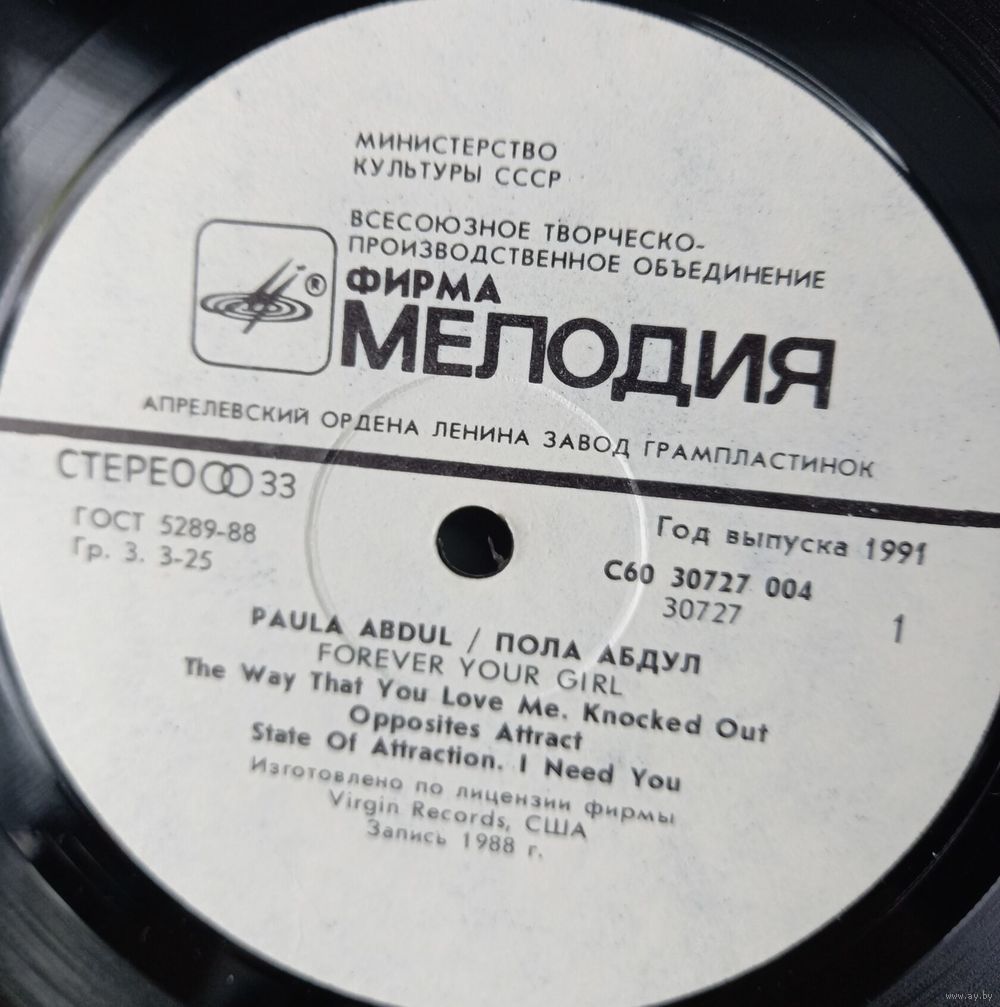 МИНИСТЕРСТВО
КУЛЬТУРЫ СССР
ВСЕСОЮЗНОЕ ТВОРЧЕСКО-
ПРОИЗВОДСТВЕННОЕ ОБЪЕДИНЕНИЕ
ФИРМА
®
МЕЛОДИЯ
АПРЕЛЕВСКИЙ ОРДЕНА ЛЕНИНА ЗАВОД ГРАМПЛАСТИНОК
СТЕРЕО 33
ГОСТ 5289-88
Гр. 3. 3-25
Год выпуска 1991
С60 30727 004
30727
1
PAULA ABDUL / ПОЛА АБДУЛ
FOREVER YOUR GIRL
The Way That You Love Me. Knocked Out
Opposites Attract
State Of Attraction. I Need You
Изготовлено по лицензии фирмы
Virgin Records, США
Запись 1988 г.
www.ay.by